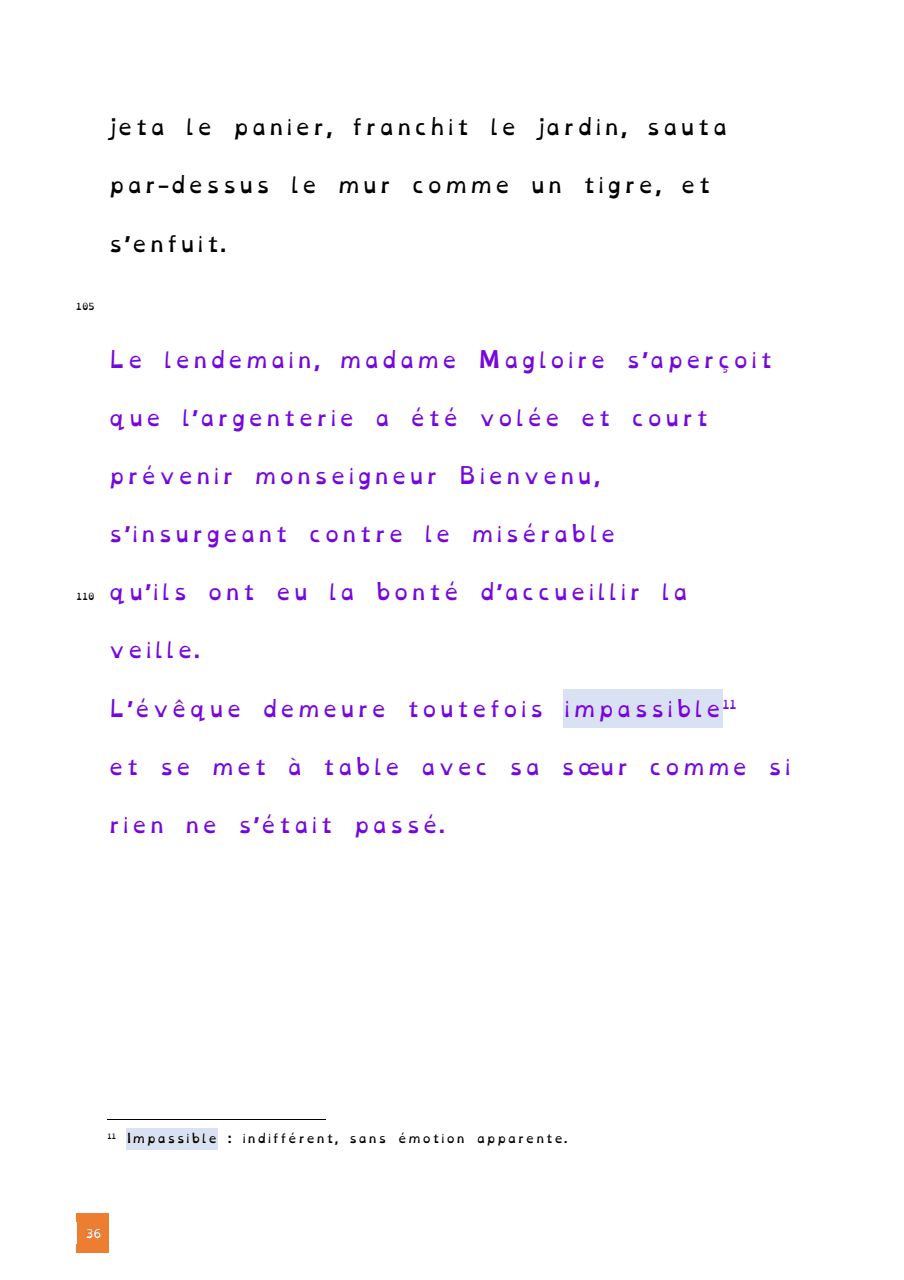 jeta le panier, franchit le jardin, sauta
par-dessus le mur comme un tigre, et
s'enfuit.
105
Le lendemain, madame Magloire s'aperçoit
que l'argenterie a été volée et court
prévenir monseigneur Bienvenu,
s'insurgeant contre le misérable
110 qu'ils ont eu la bonté d'accueillir la
veille.
L'évêque demeure toutefois impassible11
et se met à table avec sa sœur comme si
rien ne s'était passé.
11 Impassible : indifférent, sans émotion apparente.
36